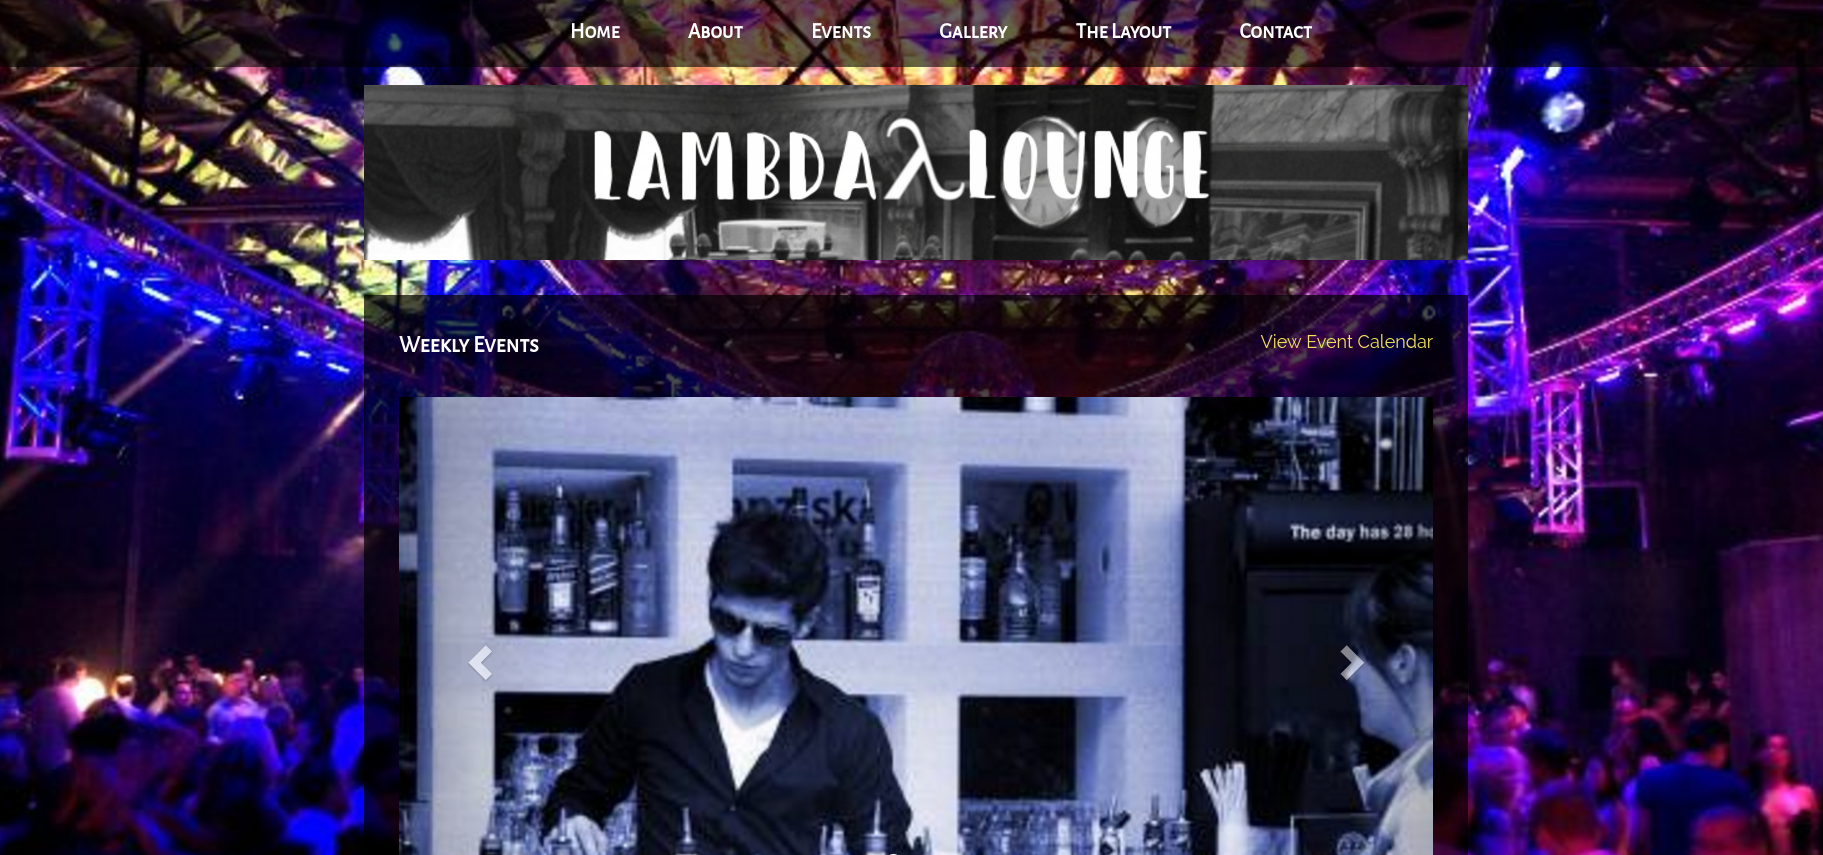 Home About Events Gallery The Layout Contact
LAMBDA λ LOUNGE
Weekly Events
View Event Calendar
The day has 28